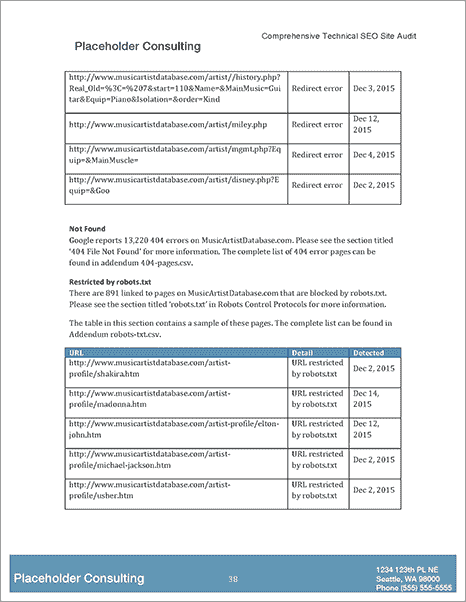 Comprehensive Technical SEO Site Audit
Placeholder Consulting
http://www.musicartistdatabase.com/artist//history.php?
Real_Old=%3C=%207&start=110&Name=&MainMusic=Gui
tar&Equip=Piano&Isolation=&order=Kind
Redirect error
Dec 3, 2015
http://www.musicartistdatabase.com/artist/miley.php
Redirect error
Dec 12,
2015
http://www.musicartistdatabase.com/artist/mgmt.php?Eq
uip=&MainMuscle=
Redirect error
Dec 4, 2015
http://www.musicartistdatabase.com/artist/disney.php?E
quip=&Goo
Redirect error
Dec 2, 2015
Not Found
Google reports 13,220 404 errors on MusicArtistDatabase.com. Please see the section titled
'404 File Not Found' for more information. The complete list of 404 error pages can be
found in addendum 404-pages.csv.
Restricted by robots.txt
There are 891 linked to pages on MusicArtistDatabase.com that are blocked by robots.txt.
Please see the section titled 'robots.txt' in Robots Control Protocols for more information.
The table in this section contains a sample of these pages. The complete list can be found in
Addendum robots-txt.csv.
URL Detail Detected
http://www.musicartistdatabase.com/artist-
profile/shakira.htm
URL restricted
by robots.txt
Dec 2, 2015
http://www.musicartistdatabase.com/artist-
profile/madonna.htm
URL restricted
by robots.txt
Dec 14,
2015
http://www.musicartistdatabase.com/artist-profile/elton-
john.htm
URL restricted
by robots.txt
Dec 12,
2015
http://www.musicartistdatabase.com/artist-
profile/michael-jackson.htm
URL restricted
by robots.txt
Dec 2, 2015
http://www.musicartistdatabase.com/artist-
profile/usher.htm
URL restricted
by robots.txt
Dec 2, 2015
Placeholder Consulting
38
1234 123th PL NE
Seattle, WA 98000
Phone (555) 555-5555